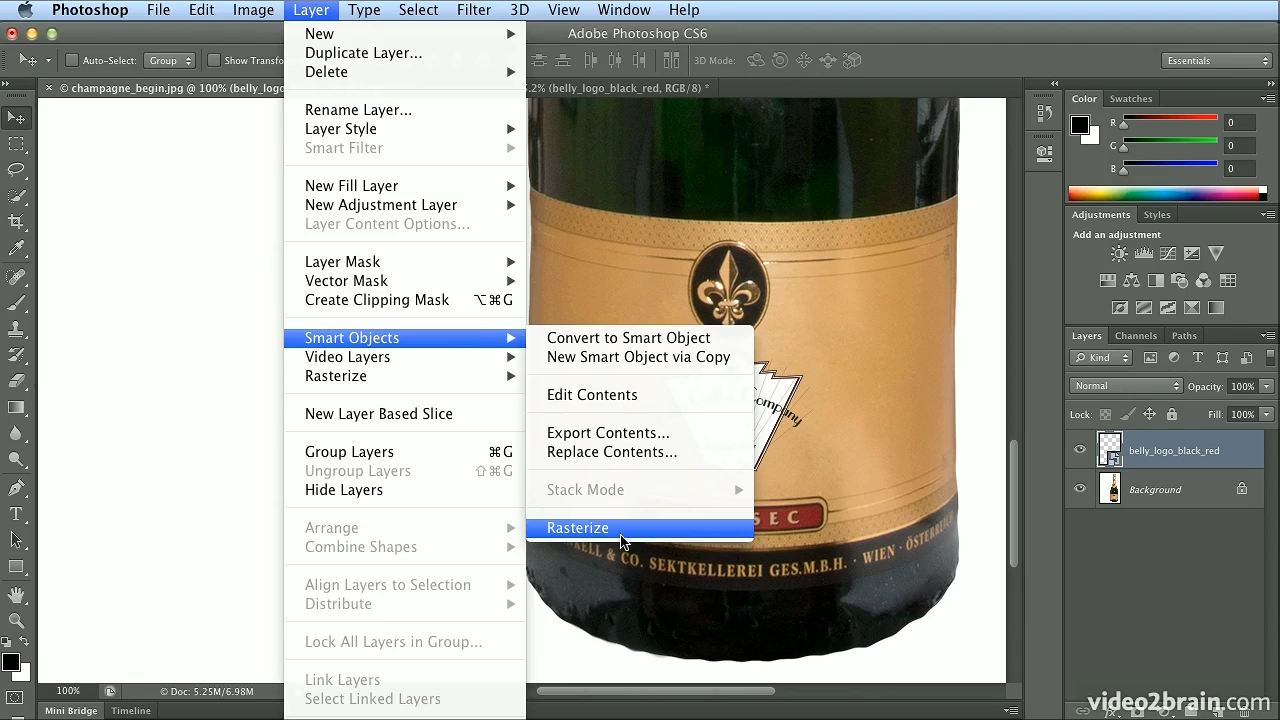 Photoshop File Edit Image Layer Type Select Filter 3D View Window Help
Adobe Photoshop CS6
Auto-Select: Group Show Transfo 3D Mode: Essentials
© champagne_begin.jpg @ 100% (belly_logo .2% (belly_logo_black_red, RGB/8) *
New
Duplicate Layer...
Delete
Rename Layer...
Layer Style
Smart Filter
New Fill Layer
New Adjustment Layer
Layer Content Options...
Layer Mask
Vector Mask
Create Clipping Mask ⌥⌘G
Smart Objects
Video Layers
Rasterize
New Layer Based Slice
Group Layers ⌘G
Ungroup Layers ⇧⌘G
Hide Layers
Arrange
Combine Shapes
Align Layers to Selection
Distribute
Lock All Layers in Group...
Link Layers
Select Linked Layers
Convert to Smart Object
New Smart Object via Copy
Edit Contents
Export Contents...
Replace Contents...
Stack Mode
Rasterize
Company
SEC
KELL & CO. SEKTKELLEREI GES.M.B.H. · WIEN · ÖSTERREICH
Color Swatches
R 0
G 0
B 0
Adjustments Styles
Add an adjustment
Layers Channels Paths
Kind
Normal Opacity: 100%
Lock: Fill: 100%
belly_logo_black_red
Background
100% © Doc: 5.25M/6.98M
Mini Bridge Timeline
video2brain.com